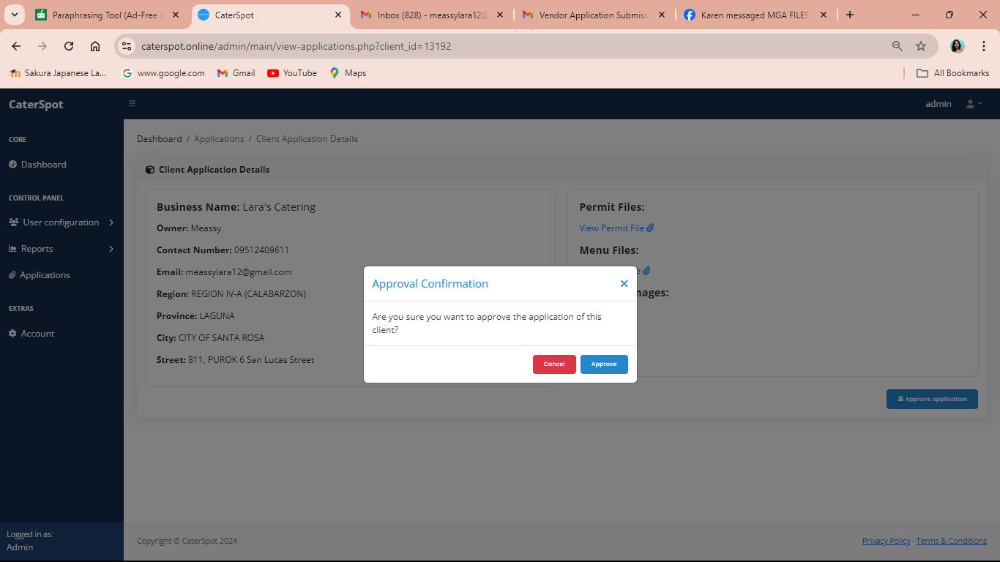 Paraphrasing Tool (Ad-Free a
CaterSpot
Inbox (828) - meassylara12@
Vendor Application Submiss
Karen messaged MGA FILES
caterspot.online/admin/main/view-applications.php?client_id=13192
Sakura Japanese La...
www.google.com
Gmail
YouTube
Maps
All Bookmarks
CaterSpot
admin
CORE
Dashboard
CONTROL PANEL
User configuration
Reports
Applications
EXTRAS
Account
Logged in as:
Admin
Dashboard / Applications / Client Application Details
Client Application Details
Business Name: Lara's Catering
Owner: Meassy
Contact Number: 09512409611
Email: meassylara12@gmail.com
Region: REGION IV-A (CALABARZON)
Province: LAGUNA
City: CITY OF SANTA ROSA
Street: 811, PUROK 6 San Lucas Street
Permit Files:
View Permit File
Menu Files:
Approval Confirmation
Are you sure you want to approve the application of this
client?
Cancel
Approve
Approve application
Copyright © CaterSpot 2024
Privacy Policy · Terms & Conditions